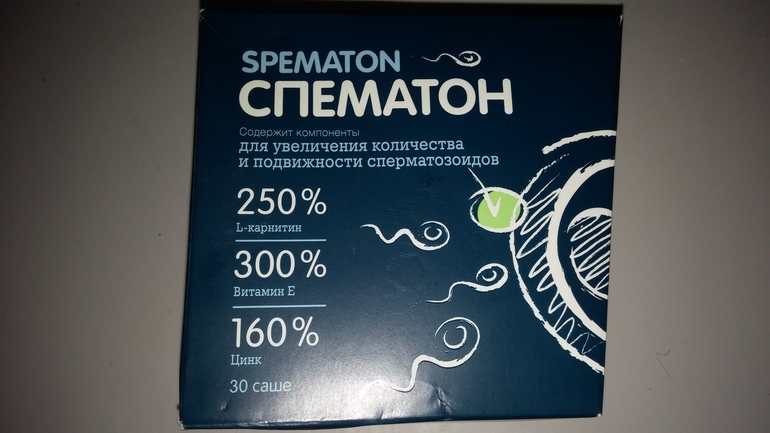 SPEMATON
СПЕМАТОН
Содержит компоненты
для увеличения количества
и подвижности сперматозоидов
250%
L-карнитин
300%
Витамин Е
160%
Цинк
30 саше